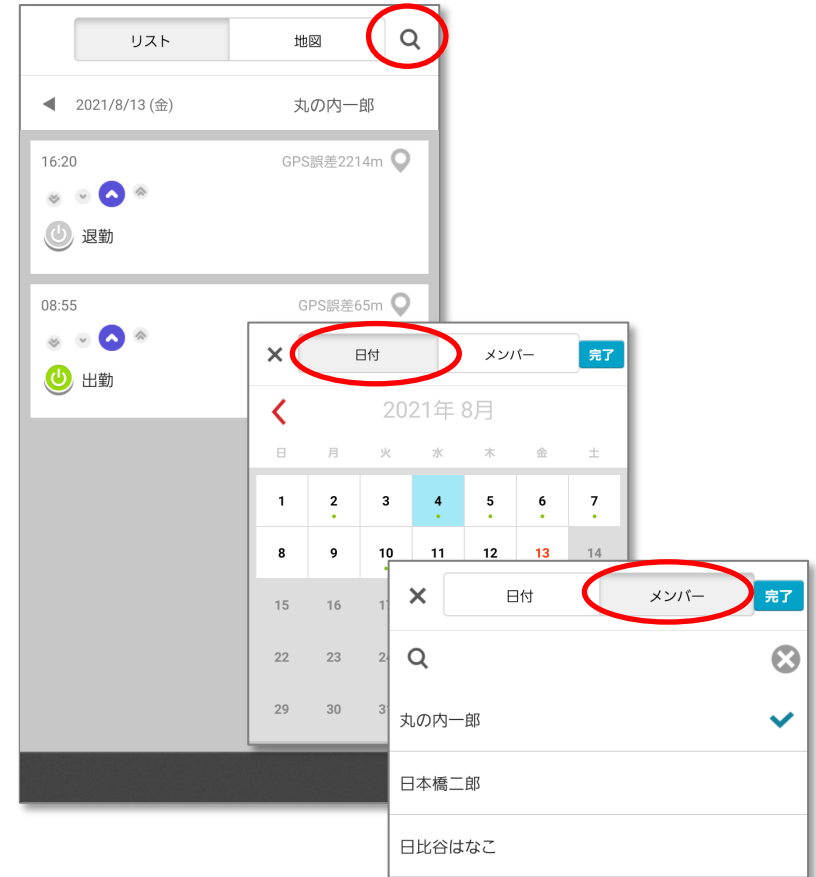 リスト 地図
2021/8/13 (金) 丸の内一郎
16:20 GPS誤差2214m
退勤
08:55 GPS誤差65m
出勤
日付 メンバー 完了
2021年 8月
日 月 火 水 木 金 土
1 2 3 4 5 6 7
8 9 10 11 12 13 14
15 16
22 23
29 30
日付 メンバー 完了
丸の内一郎
日本橋二郎
日比谷はなこ